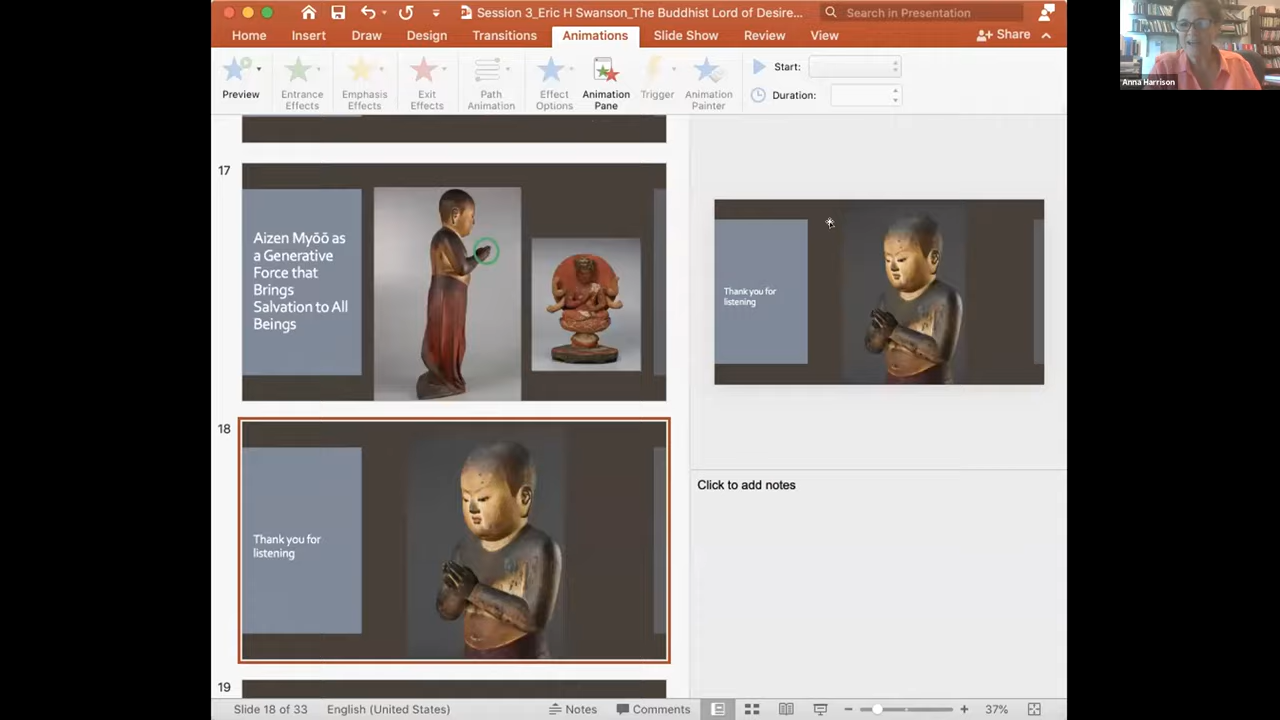 Session 3_Eric H Swanson_The Buddhist Lord of Desire...
Search in Presentation
Home Insert Draw Design Transitions Animations Slide Show Review View Share
Preview
Entrance Effects
Emphasis Effects
Exit Effects
Path Animation
Effect Options
Animation Pane
Trigger
Animation Painter
Start:
Duration:
Anna Harrison
17
Aizen Myōō as
a Generative
Force that
Brings
Salvation to All
Beings
18
Thank you for
listening
19
Thank you for
listening
Click to add notes
Slide 18 of 33 English (United States) Notes Comments 37%